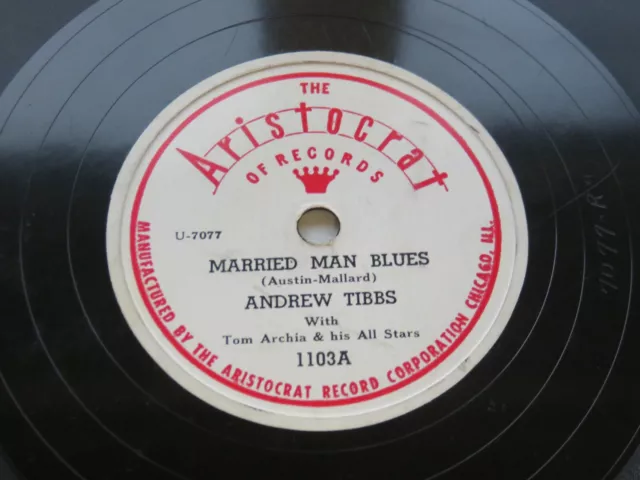 THE
Aristocrat
OF RECORDS
U-7077
MARRIED MAN BLUES
(Austin-Mallard)
ANDREW TIBBS
With
Tom Archia & his All Stars
1103A
MANUFACTURED BY THE ARISTOCRAT RECORD CORPORATION CHICAGO, ILL.